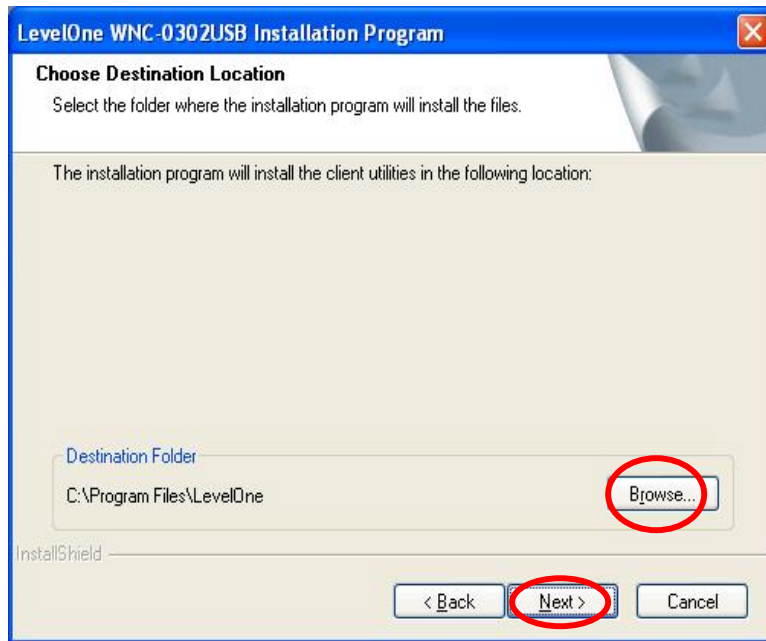 LevelOne WNC-0302USB Installation Program
Choose Destination Location
Select the folder where the installation program will install the files.
The installation program will install the client utilities in the following location:
Destination Folder
C:\Program Files\LevelOne
Browse...
InstallShield
< Back
Next >
Cancel